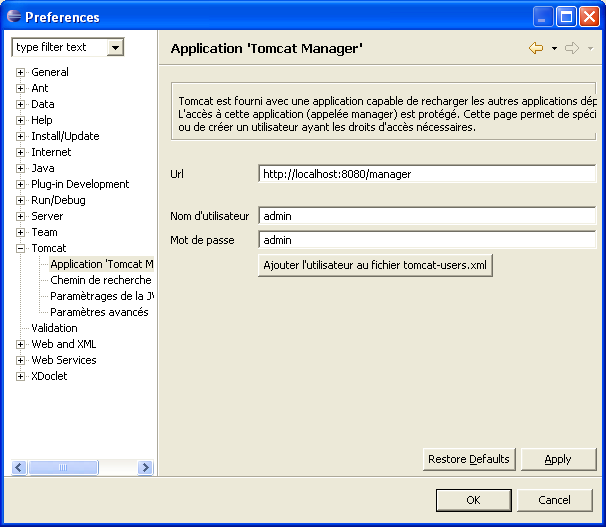 Preferences
type filter text
General
Ant
Data
Help
Install/Update
Internet
Java
Plug-in Development
Run/Debug
Server
Team
Tomcat
Application 'Tomcat M
Chemin de recherche
Paramètrages de la J
Paramètres avancés
Validation
Web and XML
Web Services
XDoclet
Application 'Tomcat Manager'
Tomcat est fourni avec une application capable de recharger les autres applications dép
L'accès à cette application (appelée manager) est protégé. Cette page permet de spéci
ou de créer un utilisateur ayant les droits d'accès nécessaires.
Url http://localhost:8080/manager
Nom d'utilisateur admin
Mot de passe admin
Ajouter l'utilisateur au fichier tomcat-users.xml
Restore Defaults Apply
OK Cancel